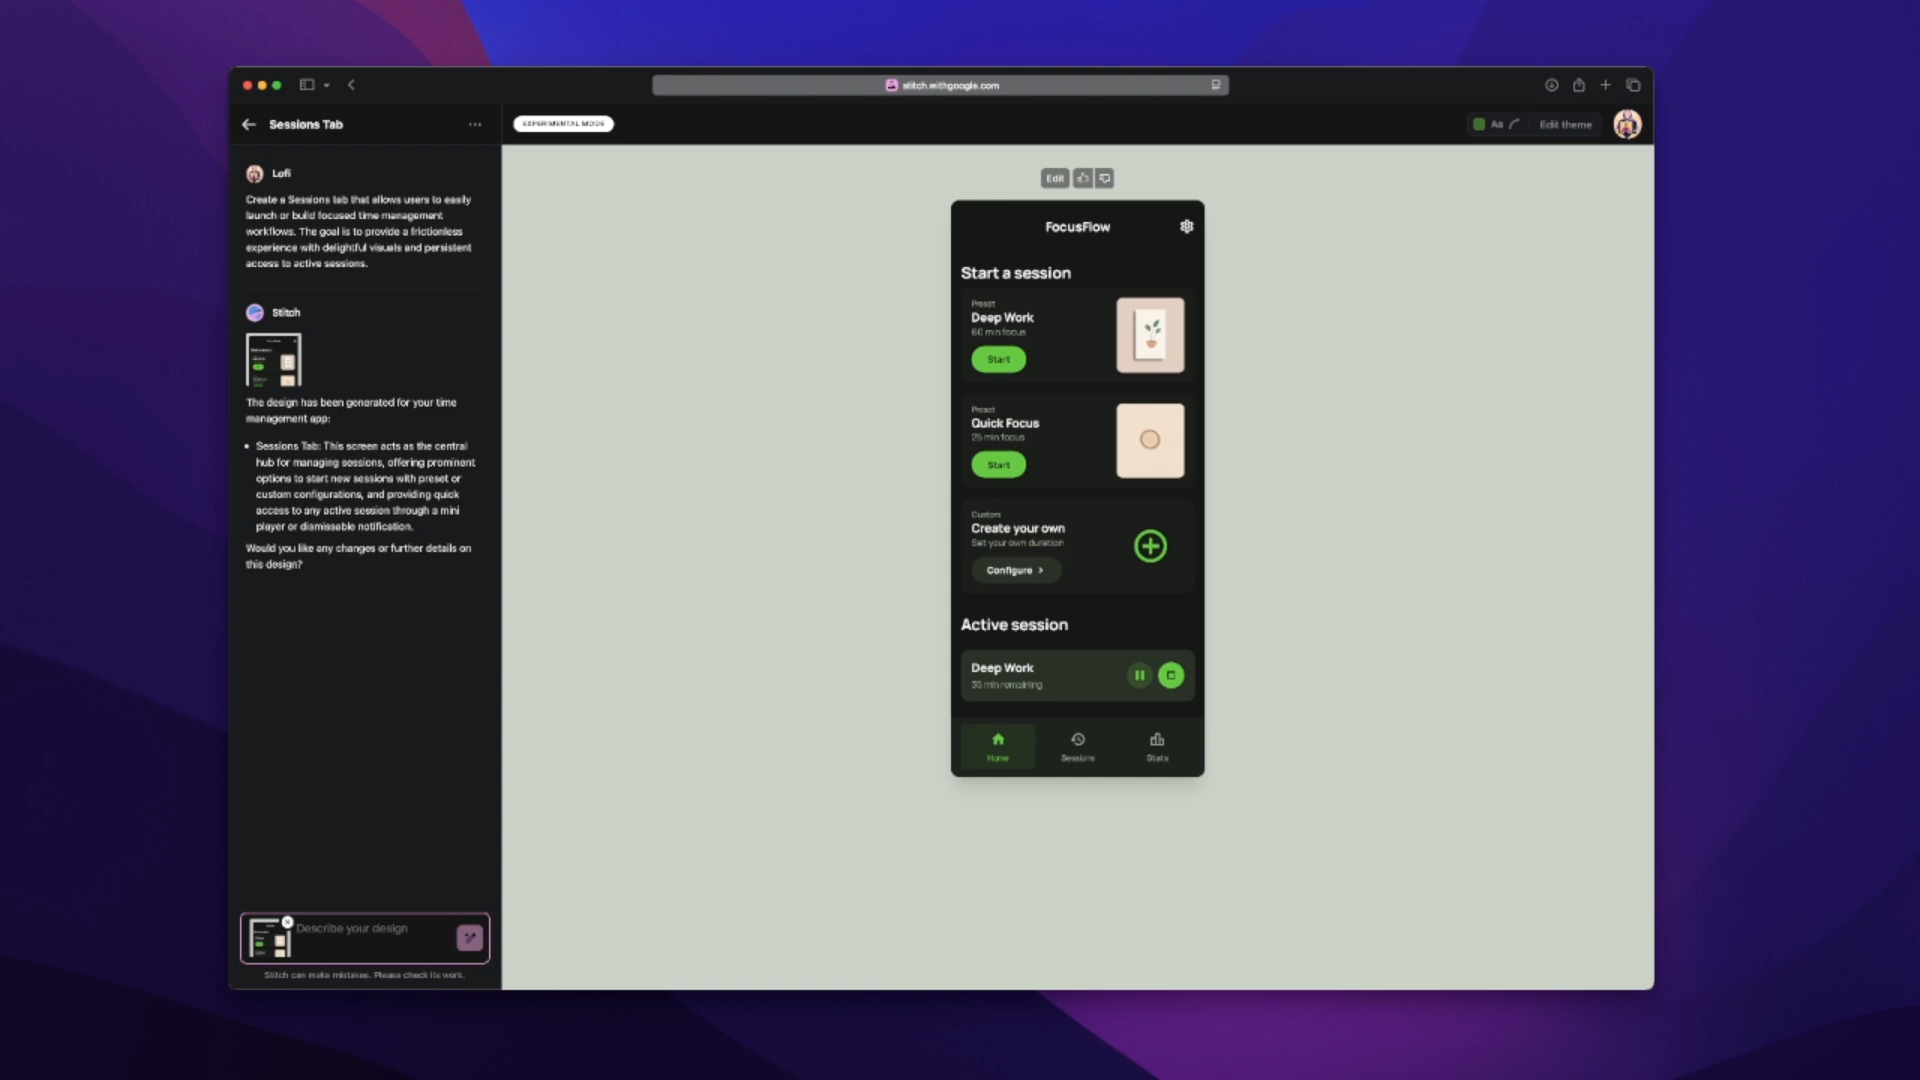 stitch.withgoogle.com
Sessions Tab
EXPERIMENTAL MODE
Aa
Edit theme
Lofi
Create a Sessions tab that allows users to easily
launch or build focused time management
workflows. The goal is to provide a frictionless
experience with delightful visuals and persistent
access to active sessions.
Stitch
The design has been generated for your time
management app:
• Sessions Tab: This screen acts as the central
hub for managing sessions, offering prominent
options to start new sessions with preset or
custom configurations, and providing quick
access to any active session through a mini
player or dismissable notification.
Would you like any changes or further details on
this design?
Describe your design
Stitch can make mistakes. Please check its work.
Edit
FocusFlow
Start a session
Preset
Deep Work
60 min focus
Start
Preset
Quick Focus
25 min focus
Start
Custom
Create your own
Set your own duration
Configure >
Active session
Deep Work
35 min remaining
Home
Sessions
Stats